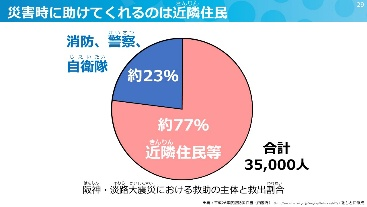 災害時に助けてくれるのは近隣住民
29
消防、警察、
自衛隊
約23%
約77%
近隣住民等
合計
35,000人
阪神・淡路大震災における救助の主体と救出割合